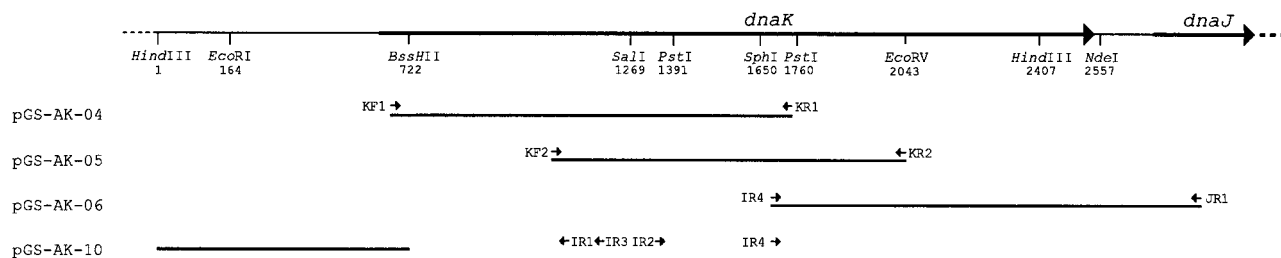 dnaK dnaJ
HindIII EcoRI BssHII SalI PstI SphI PstI EcoRV HindIII NdeI
1 164 722 1269 1391 1650 1760 2043 2407 2557
pGS-AK-04 KF1 KR1
pGS-AK-05 KF2 KR2
pGS-AK-06 IR4 JR1
pGS-AK-10 IR1 IR3 IR2 IR4